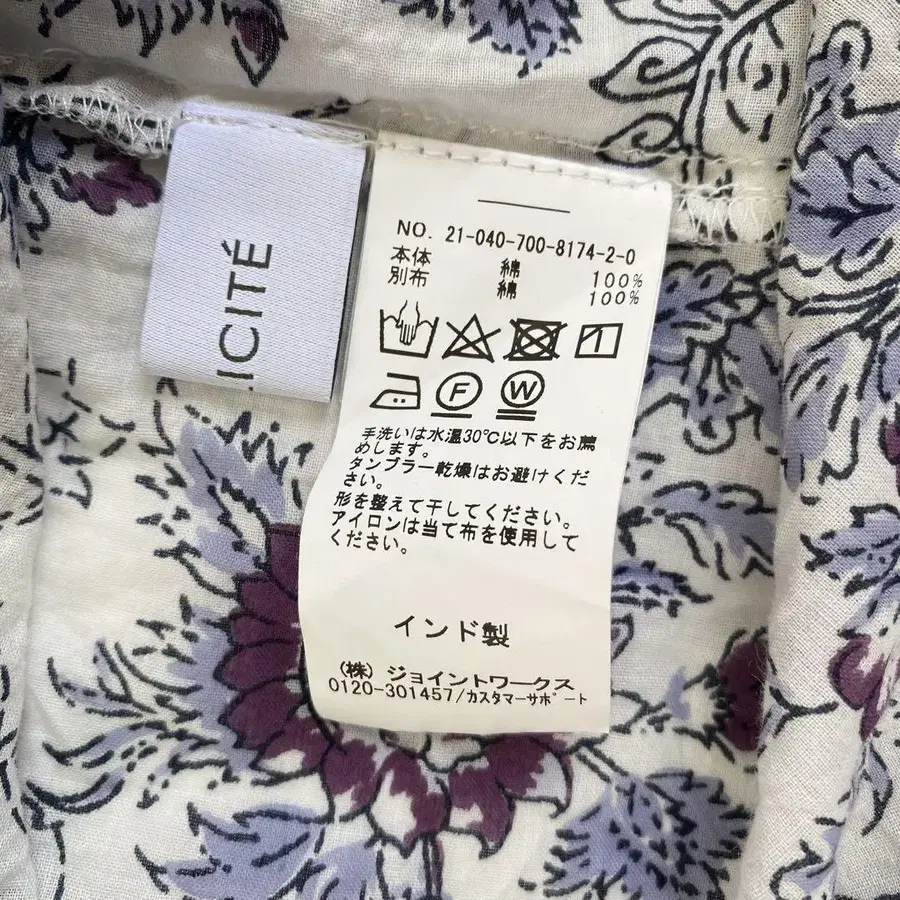 ICITÉ
NO. 21-040-700-8174-2-0
本体 綿 100%
別布 綿 100%
F W
手洗いは水温30℃以下をお薦
めします。
タンブラー乾燥はお避けくだ
さい。
形を整えて干してください。
アイロンは当て布を使用して
ください。
インド製
(株) ジョイントワークス
0120-301457/カスタマーサポート